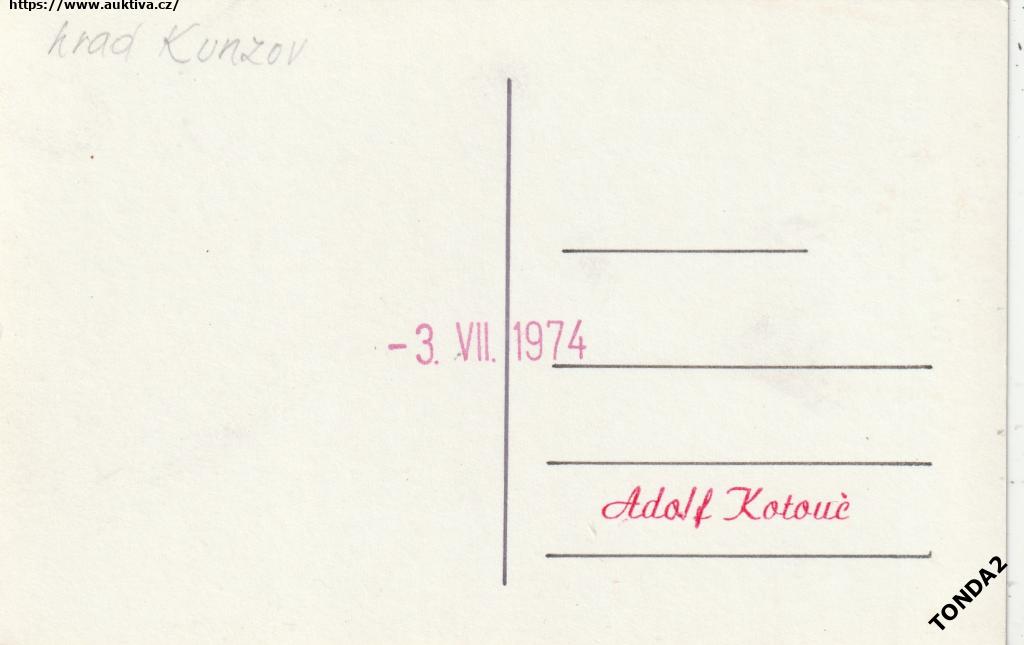 https://www.auktiva.cz/
hrad Kunzov
-3. VII. 1974
Adolf Kotouč
TONDA2